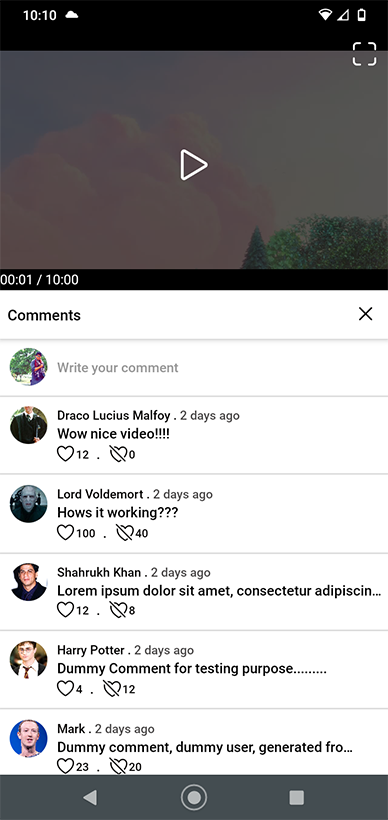 10:10
00:01 / 10:00
Comments
Write your comment
Draco Lucius Malfoy . 2 days ago
Wow nice video!!!!
12 . 0
Lord Voldemort . 2 days ago
Hows it working???
100 . 40
Shahrukh Khan . 2 days ago
Lorem ipsum dolor sit amet, consectetur adipiscin...
12 . 8
Harry Potter . 2 days ago
Dummy Comment for testing purpose.........
4 . 12
Mark . 2 days ago
Dummy comment, dummy user, generated fro...
23 . 20